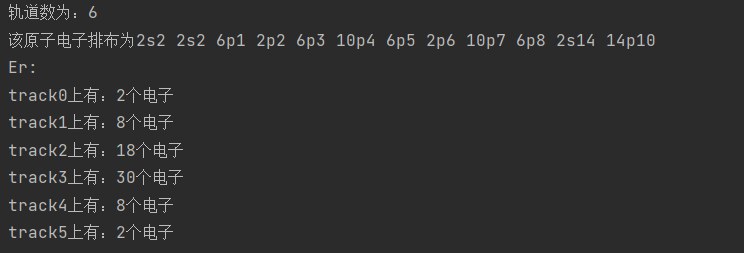 轨道数为：6
该原子电子排布为2s2 2s2 6p1 2p2 6p3 10p4 6p5 2p6 10p7 6p8 2s14 14p10
Er:
track0上有：2个电子
track1上有：8个电子
track2上有：18个电子
track3上有：30个电子
track4上有：8个电子
track5上有：2个电子